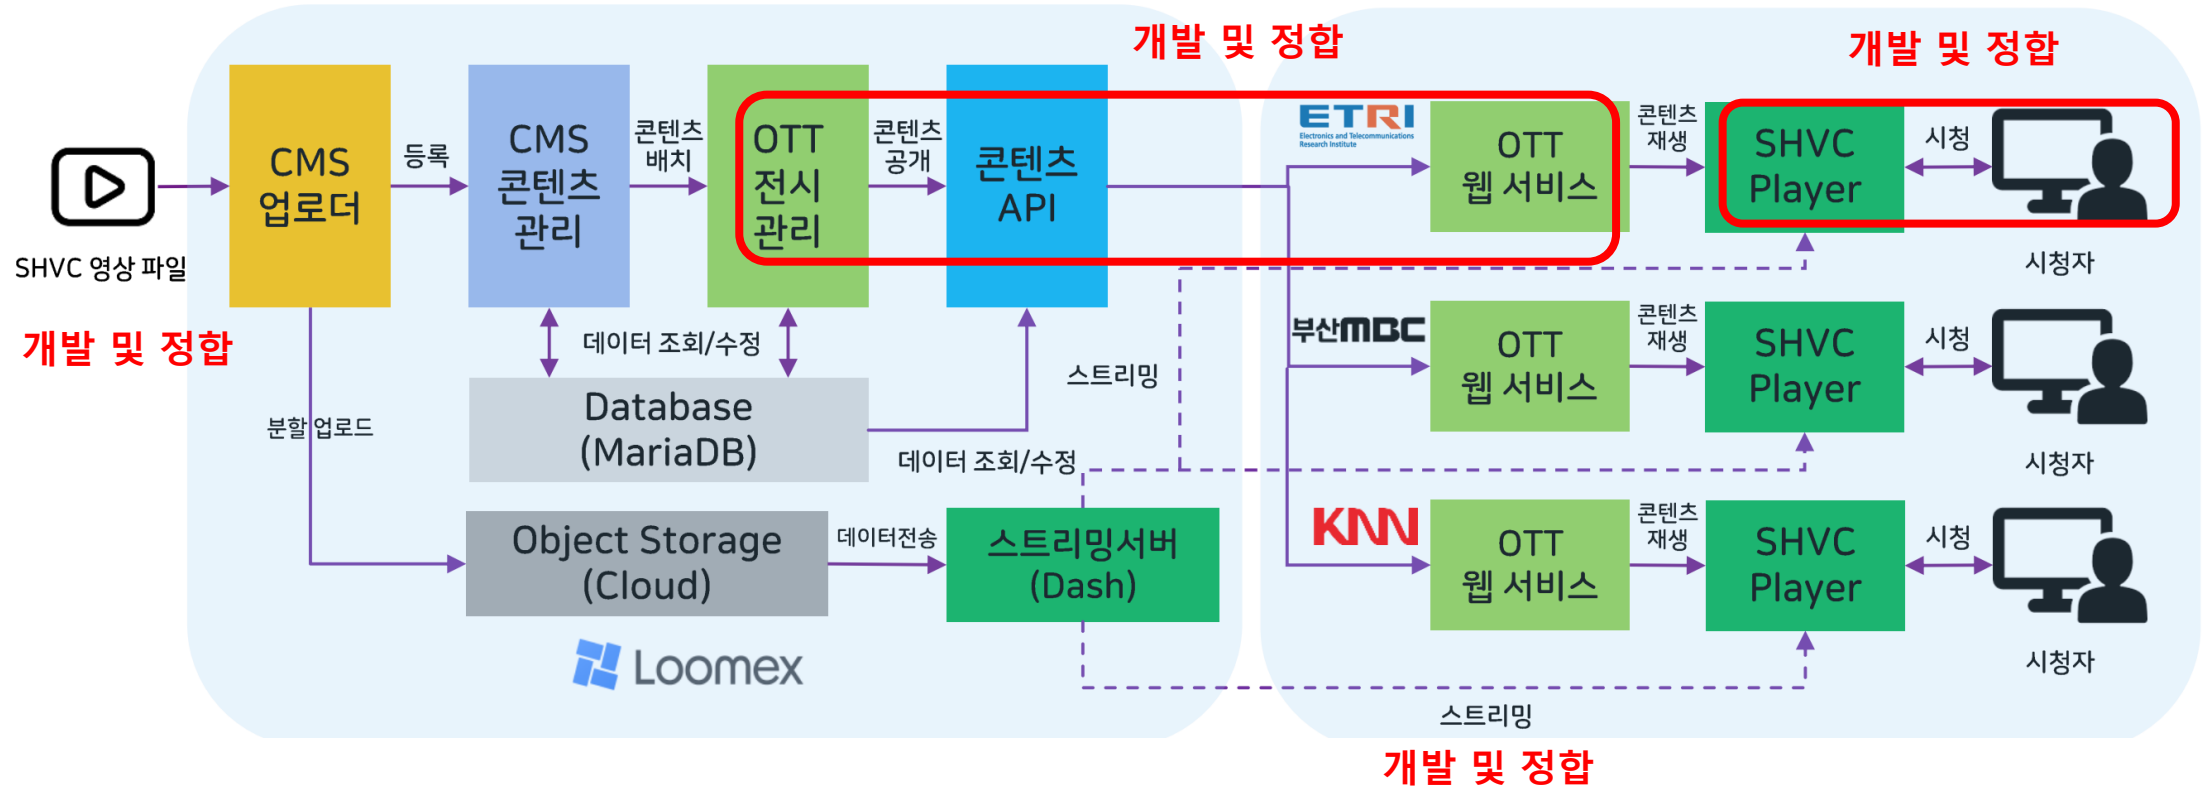 개발 및 정합
개발 및 정합
SHVC 영상 파일
개발 및 정합
CMS
업로더
등록
CMS
콘텐츠
관리
콘텐츠
배치
OTT
전시
관리
콘텐츠
공개
콘텐츠
API
데이터 조회/수정
Database
(MariaDB)
데이터 조회/수정
분할 업로드
Object Storage
(Cloud)
데이터전송
스트리밍서버
(Dash)
Loomex
스트리밍
ETRI
Electronics and Telecommunications
Research Institute
OTT
웹 서비스
콘텐츠
재생
SHVC
Player
시청
시청자
부산MBC
OTT
웹 서비스
콘텐츠
재생
SHVC
Player
시청
시청자
KNN
OTT
웹 서비스
콘텐츠
재생
SHVC
Player
시청
시청자
스트리밍
개발 및 정합